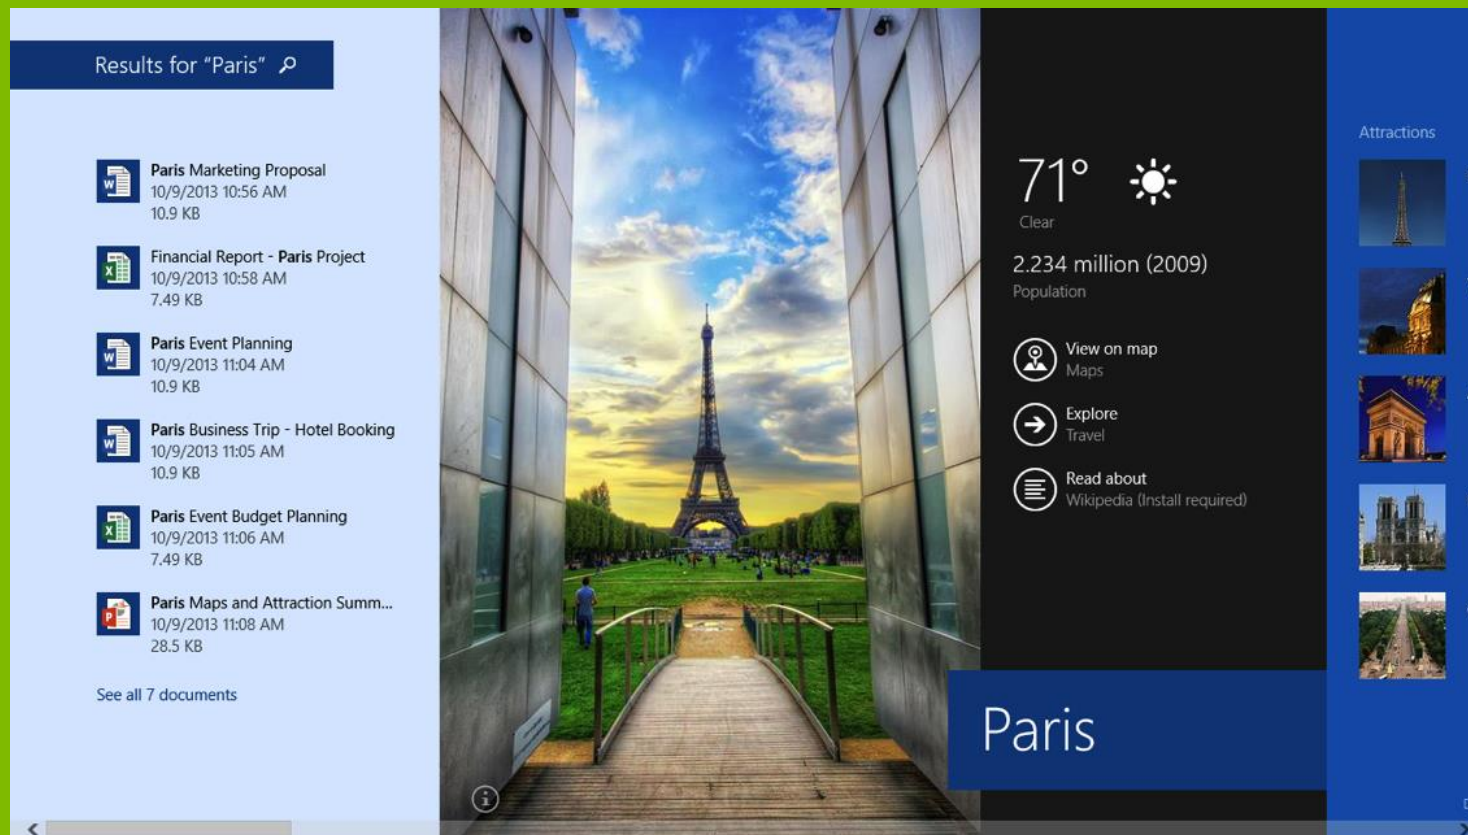 Results for "Paris"
Paris Marketing Proposal
10/9/2013 10:56 AM
10.9 KB
Financial Report - Paris Project
10/9/2013 10:58 AM
7.49 KB
Paris Event Planning
10/9/2013 11:04 AM
10.9 KB
Paris Business Trip - Hotel Booking
10/9/2013 11:05 AM
10.9 KB
Paris Event Budget Planning
10/9/2013 11:06 AM
7.49 KB
Paris Maps and Attraction Summ...
10/9/2013 11:08 AM
28.5 KB
See all 7 documents
71°
Clear
2.234 million (2009)
Population
View on map
Maps
Explore
Travel
Read about
Wikipedia (Install required)
Paris
Attractions